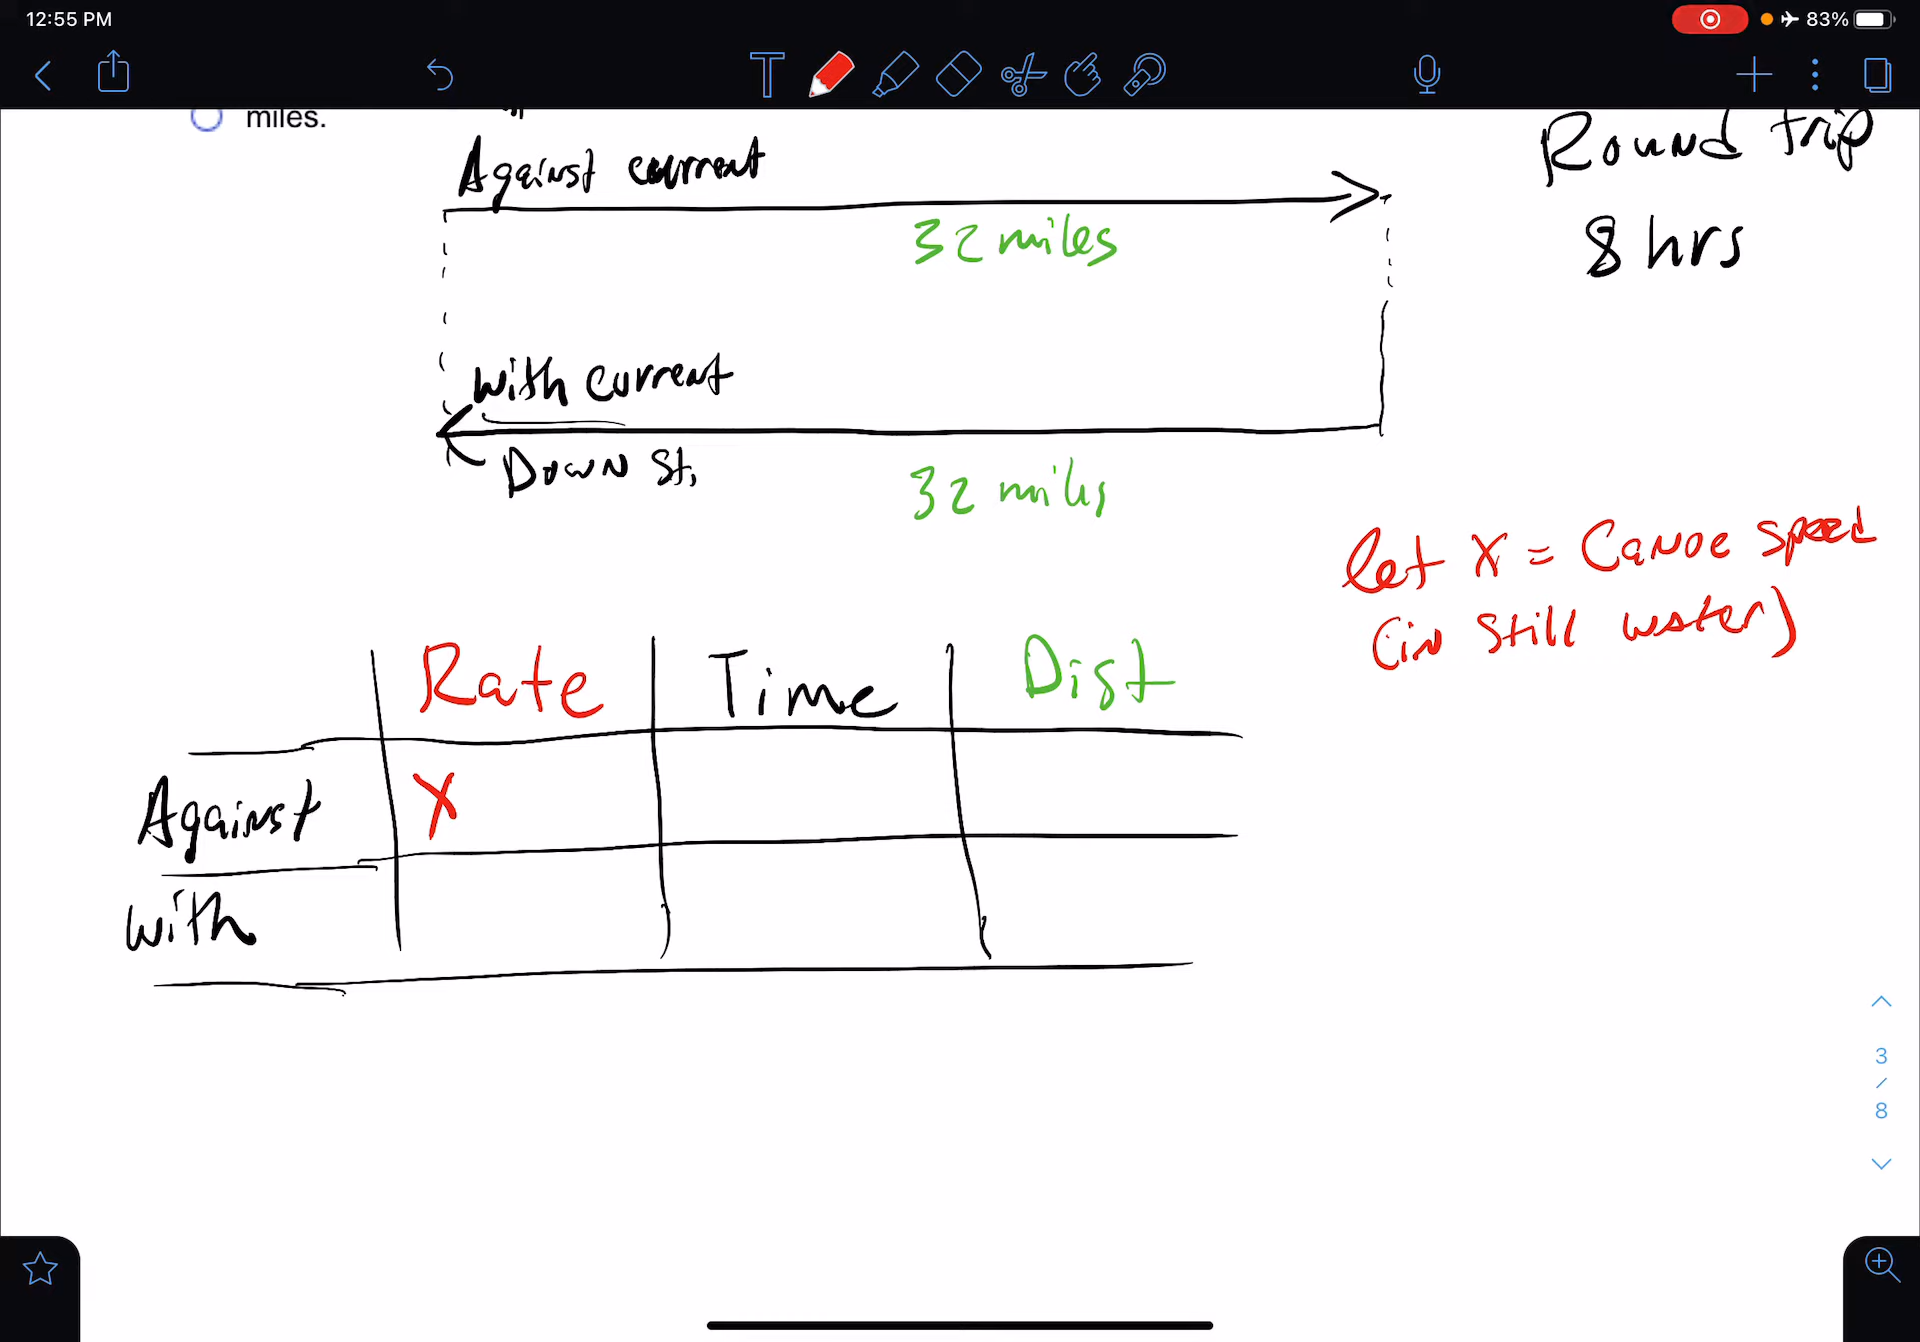 12:55 PM
83%
miles.
Round trip
Against current
32 miles
8 hrs
With current
Down St.
32 miles
let x = Canoe speed
(in still water)
Rate Time Dist
Against X
With
3
/
8